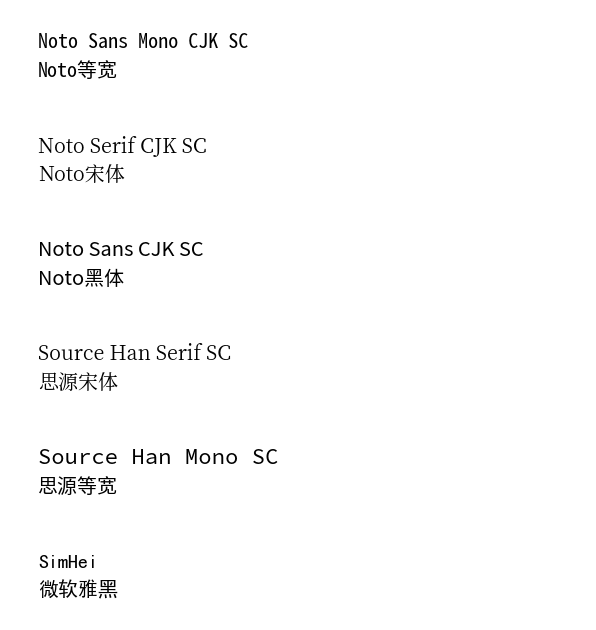 Noto Sans Mono CJK SC
Noto等宽
Noto Serif CJK SC
Noto宋体
Noto Sans CJK SC
Noto黑体
Source Han Serif SC
思源宋体
Source Han Mono SC
思源等宽
SimHei
微软雅黑